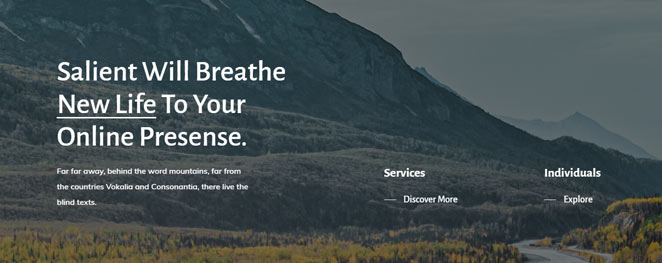 Salient Will Breathe
New Life To Your
Online Presense.
Far far away, behind the word mountains, far from
the countries Vokalia and Consonantia, there live the
blind texts.
Services
Discover More
Individuals
Explore